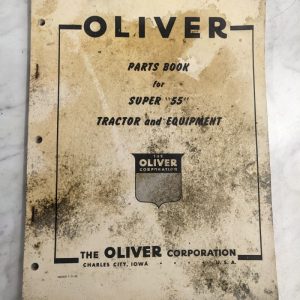 OLIVER
PARTS BOOK
for
SUPER "55"
TRACTOR and EQUIPMENT
THE
OLIVER
CORPORATION
THE OLIVER CORPORATION
CHARLES CITY, IOWA U. S. A.